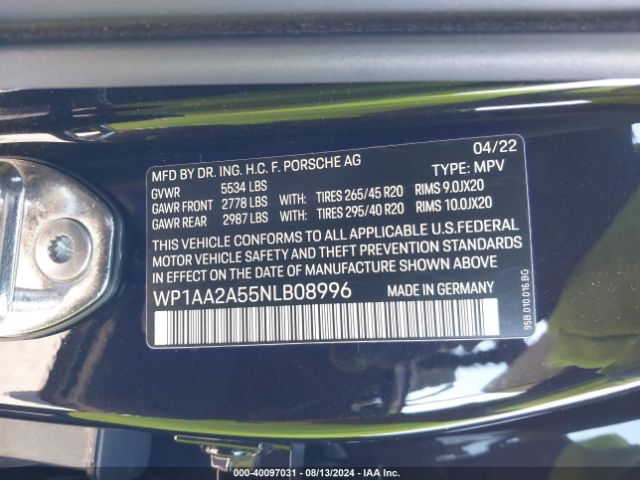 MFD BY DR. ING. H.C. F. PORSCHE AG 04/22
GVWR 5534 LBS TYPE: MPV
GAWR FRONT 2778 LBS WITH: TIRES 265/45 R20 RIMS 9.0JX20
GAWR REAR 2987 LBS WITH: TIRES 295/40 R20 RIMS 10.0JX20
THIS VEHICLE CONFORMS TO ALL APPLICABLE U.S.FEDERAL
MOTOR VEHICLE SAFETY AND THEFT PREVENTION STANDARDS
IN EFFECT ON THE DATE OF MANUFACTURE SHOWN ABOVE
WP1AA2A55NLB08996 MADE IN GERMANY
95B.010.016.BG
000-40097031 - 08/13/2024 - IAA Inc.